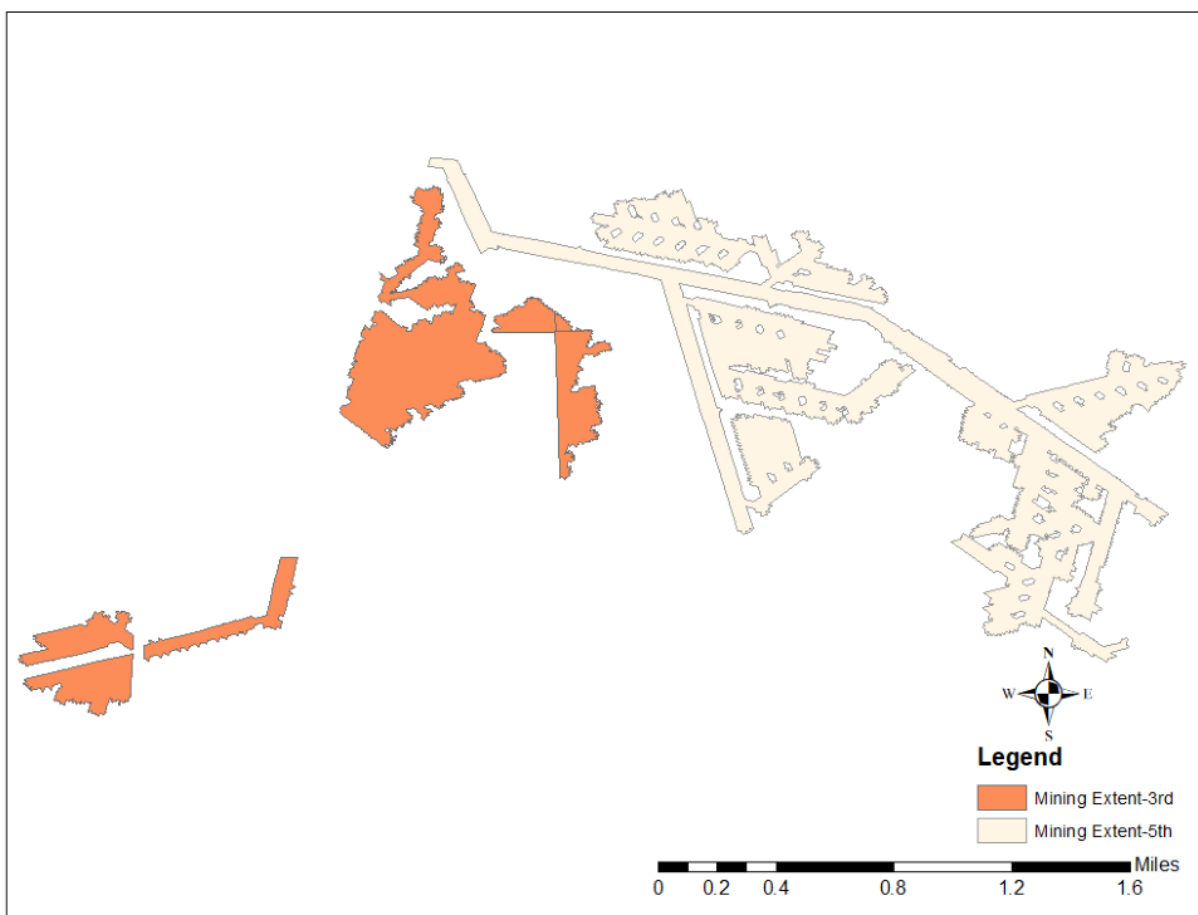 N
W E
S
Legend
Mining Extent-3rd
Mining Extent-5th
Miles
0 0.2 0.4 0.8 1.2 1.6